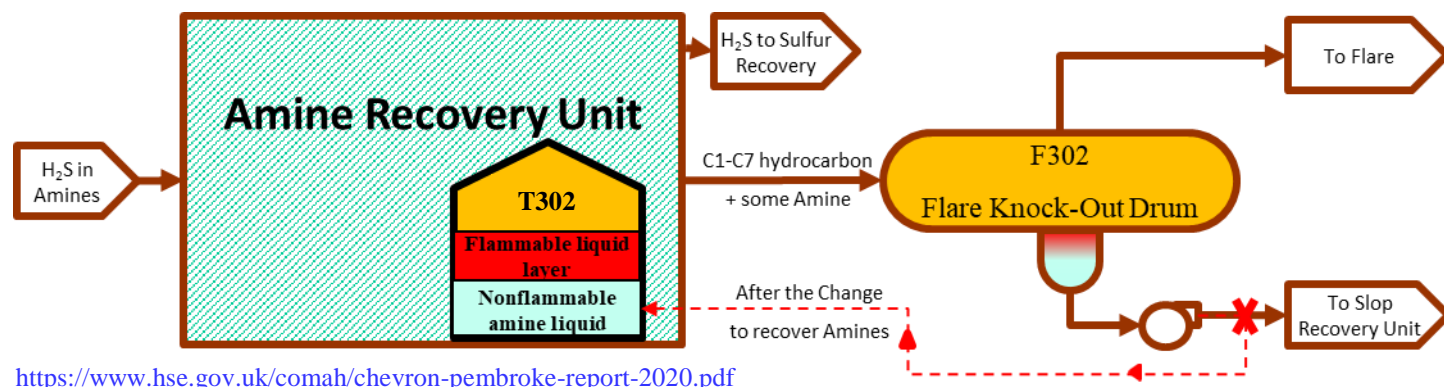 H₂S in
Amines
Amine Recovery Unit
T302
Flammable liquid
layer
Nonflammable
amine liquid
H₂S to Sulfur
Recovery
C1-C7 hydrocarbon
+ some Amine
F302
Flare Knock-Out Drum
To Flare
After the Change
to recover Amines
To Slop
Recovery Unit
https://www.hse.gov.uk/comah/chevron-pembroke-report-2020.pdf